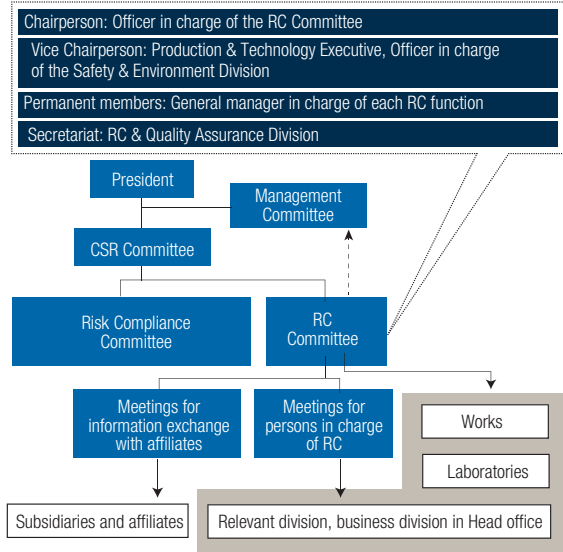 Chairperson: Officer in charge of the RC Committee
Vice Chairperson: Production & Technology Executive, Officer in charge
of the Safety & Environment Division
Permanent members: General manager in charge of each RC function
Secretariat: RC & Quality Assurance Division
President
Management
Committee
CSR Committee
Risk Compliance
Committee
RC
Committee
Meetings for
information exchange
with affiliates
Meetings for
persons in charge
of RC
Works
Laboratories
Subsidiaries and affiliates
Relevant division, business division in Head office